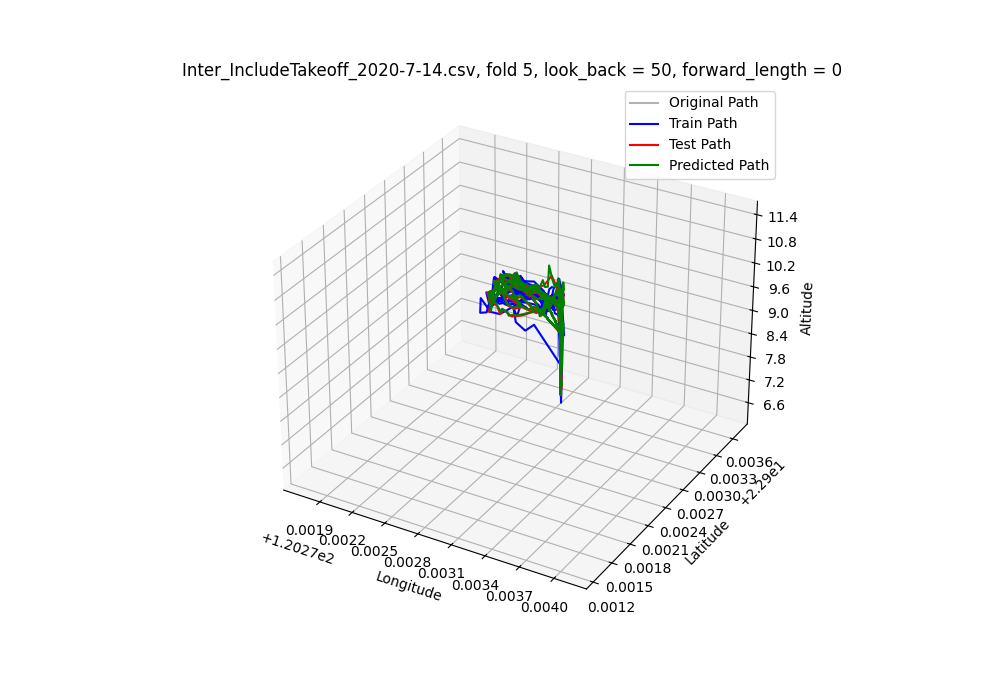 Inter_IncludeTakeoff_2020-7-14.csv, fold 5, look_back = 50, forward_length = 0
Original Path
Train Path
Test Path
Predicted Path
11.4
10.8
10.2
9.6
9.0
8.4
7.8
7.2
6.6
Altitude
0.0036
0.0033
0.0030
0.0027
0.0024
0.0021
0.0018
0.0015
0.0012
+2.29e1
Latitude
0.0019
0.0022
0.0025
0.0028
0.0031
0.0034
0.0037
0.0040
+1.2027e2
Longitude